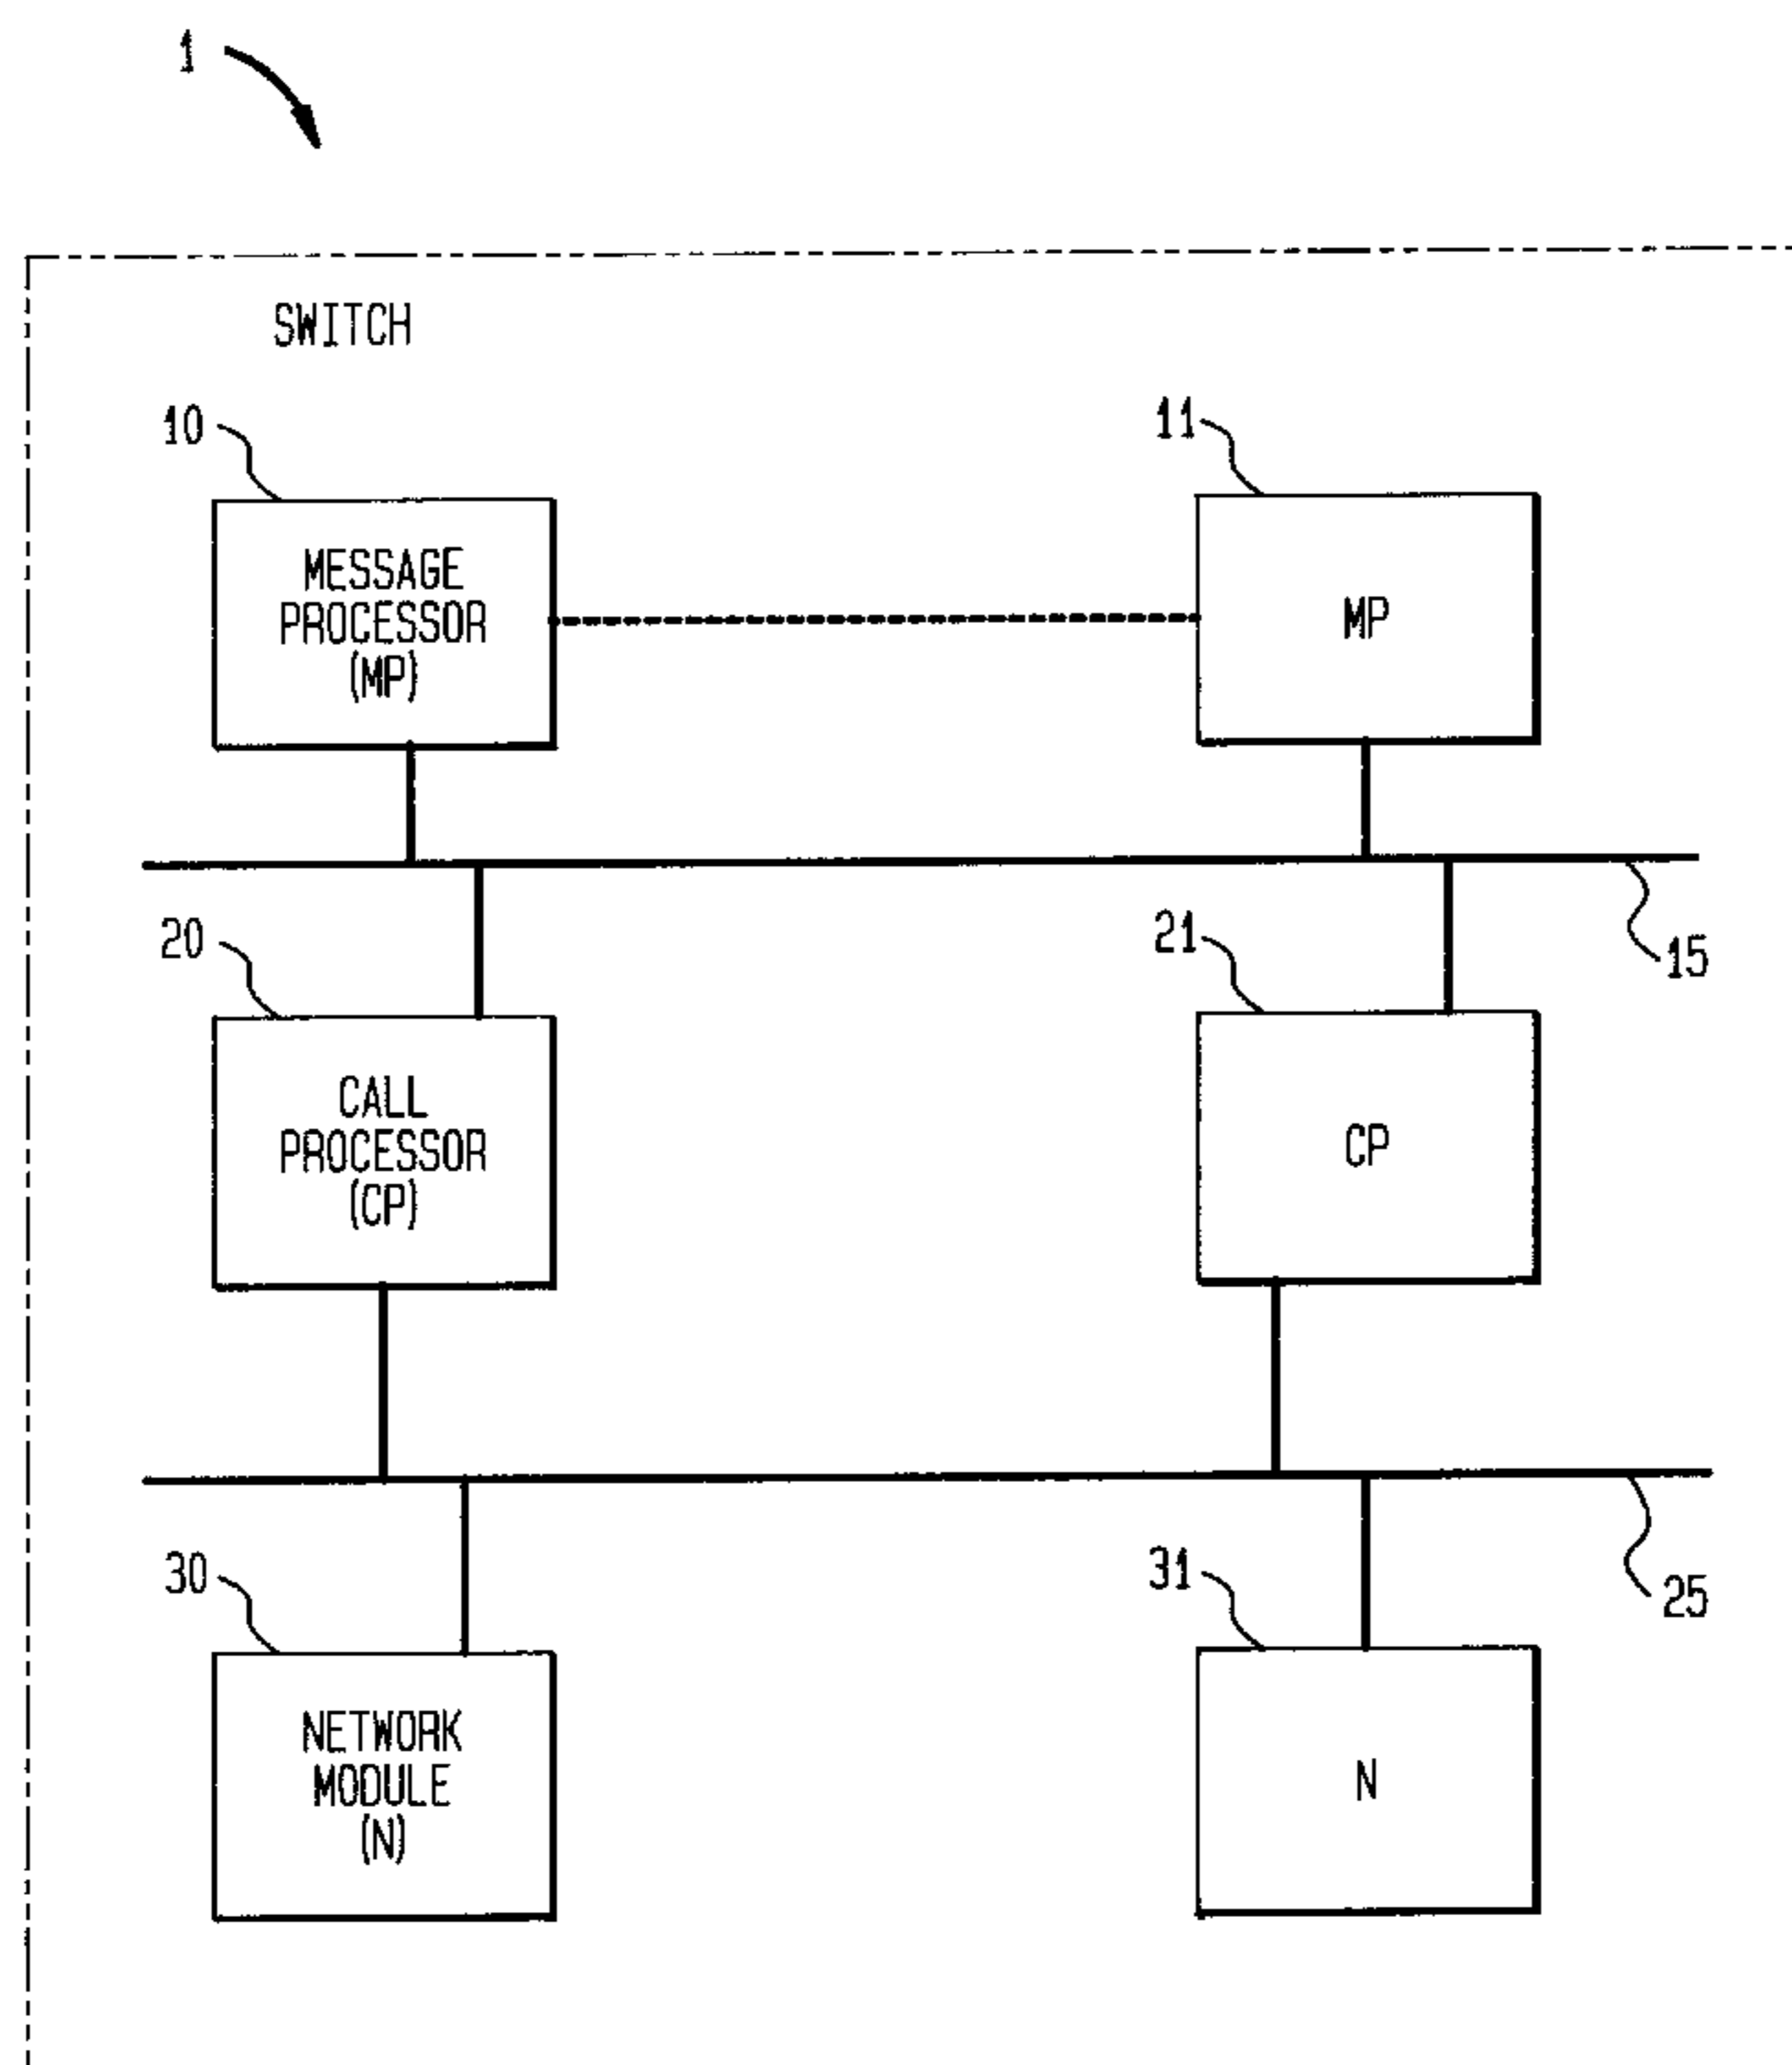 1
SWITCH
10
11
MESSAGE
PROCESSOR
(MP)
MP
15
20
21
CALL
PROCESSOR
(CP)
CP
25
30
31
NETWORK
MODULE
(N)
N